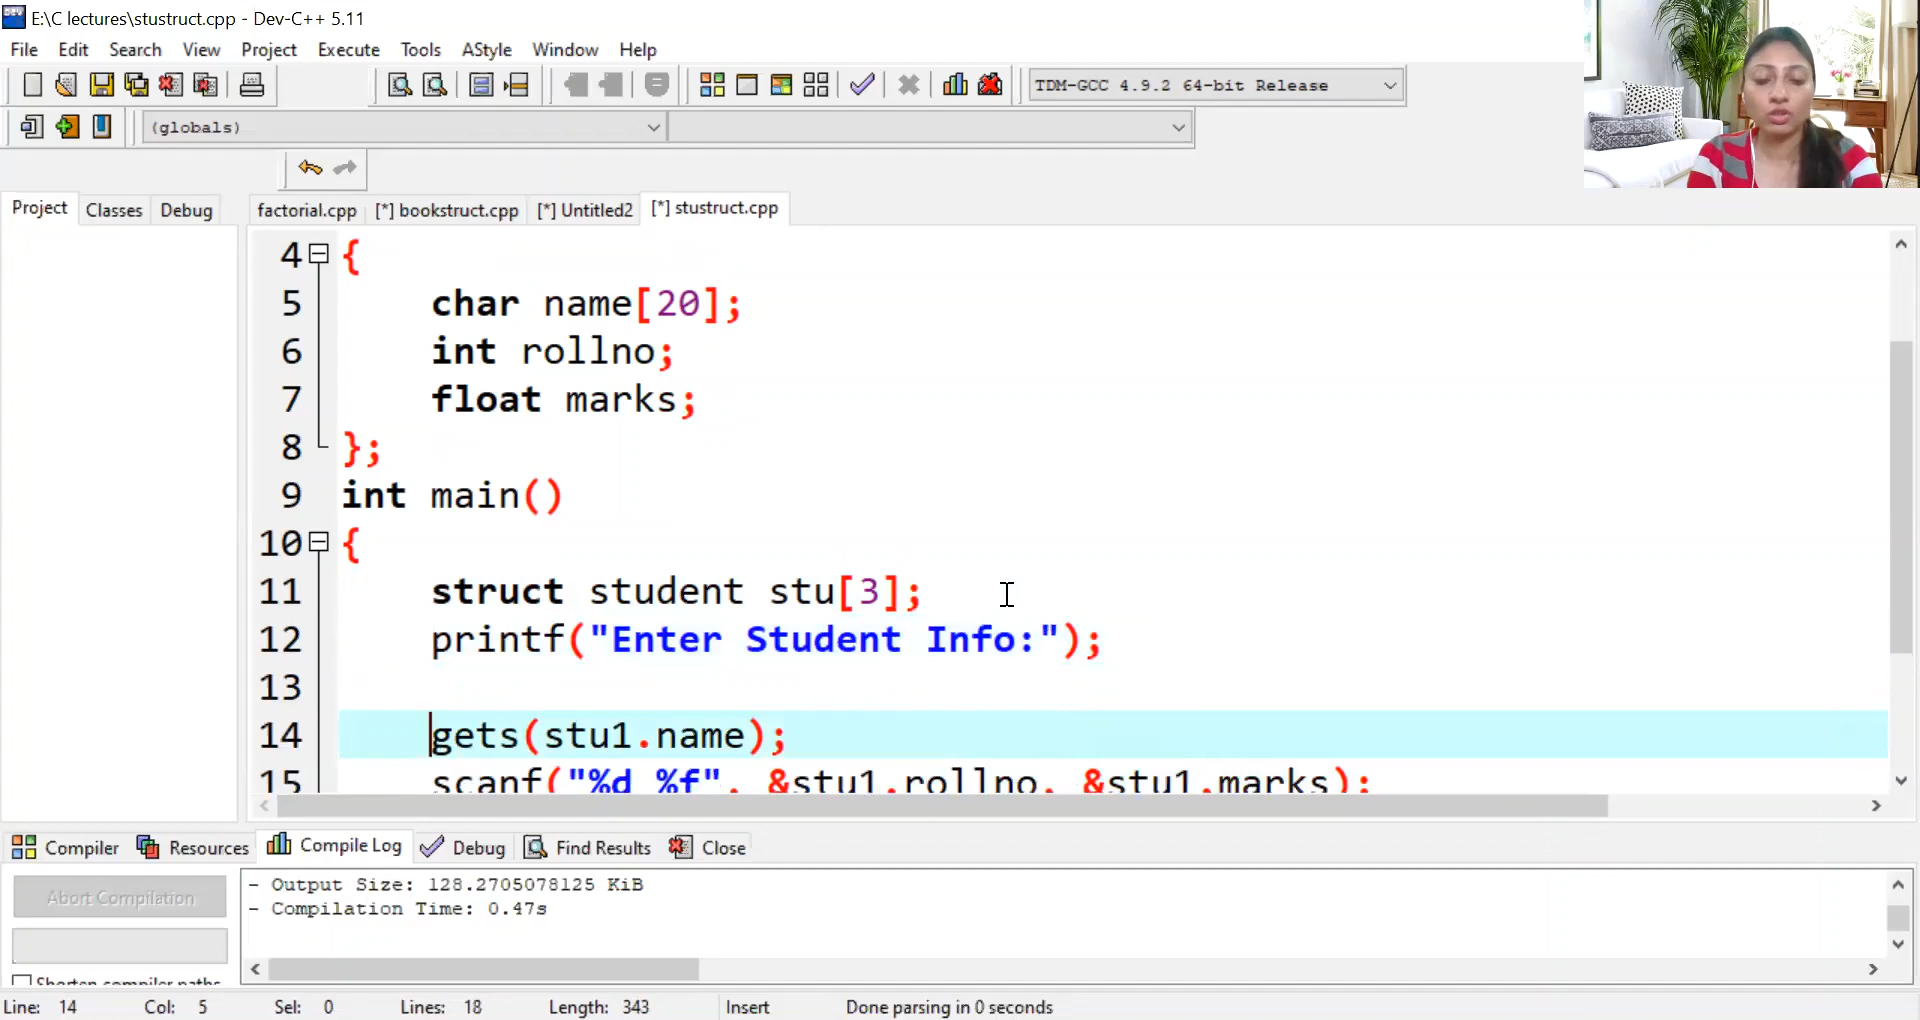 E:\C lectures\stustruct.cpp - Dev-C++ 5.11
File Edit Search View Project Execute Tools AStyle Window Help
TDM-GCC 4.9.2 64-bit Release
(globals)
Project Classes Debug
factorial.cpp [*] bookstruct.cpp [*] Untitled2 [*] stustruct.cpp
4 {
5 char name[20];
6 int rollno;
7 float marks;
8 };
9 int main()
10 {
11 struct student stu[3];
12 printf("Enter Student Info:");
13
14 gets(stu1.name);
15 scanf("%d %f", &stu1.rollno, &stu1.marks);
Compiler Resources Compile Log Debug Find Results Close
Abort Compilation
- Output Size: 128.2705078125 KiB
- Compilation Time: 0.47s
Shorten compiler paths
Line: 14 Col: 5 Sel: 0 Lines: 18 Length: 343 Insert Done parsing in 0 seconds